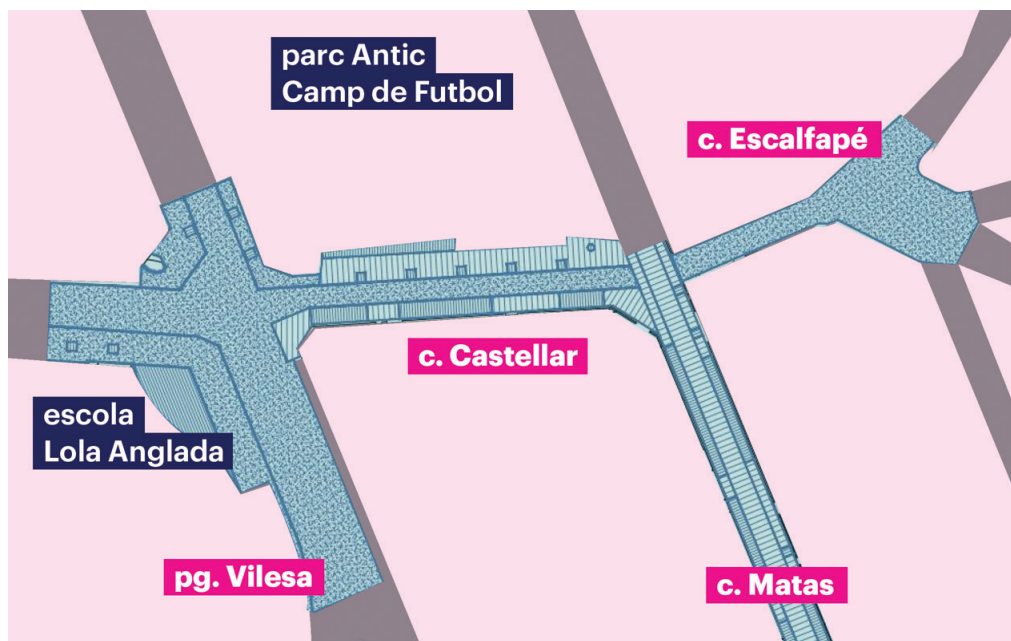 parc Antic
Camp de Futbol
c. Escalfapé
c. Castellar
escola
Lola Anglada
pg. Vilesa
c. Matas